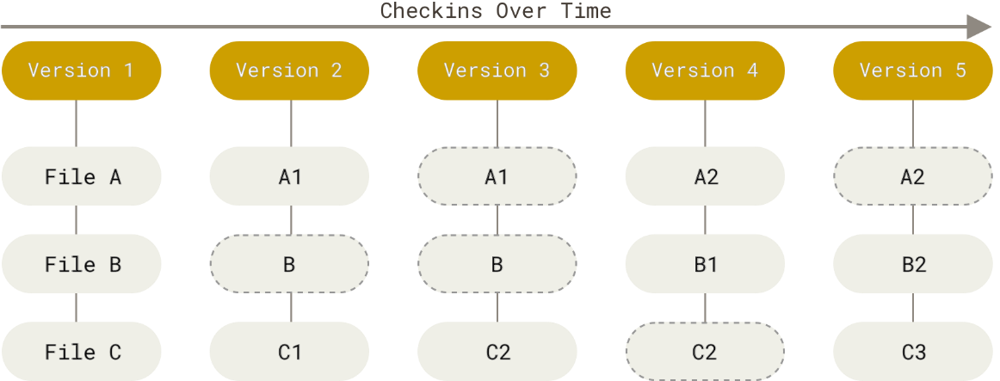 Checkins Over Time
Version 1 Version 2 Version 3 Version 4 Version 5
File A A1 A1 A2 A2
File B B B B1 B2
File C C1 C2 C2 C3